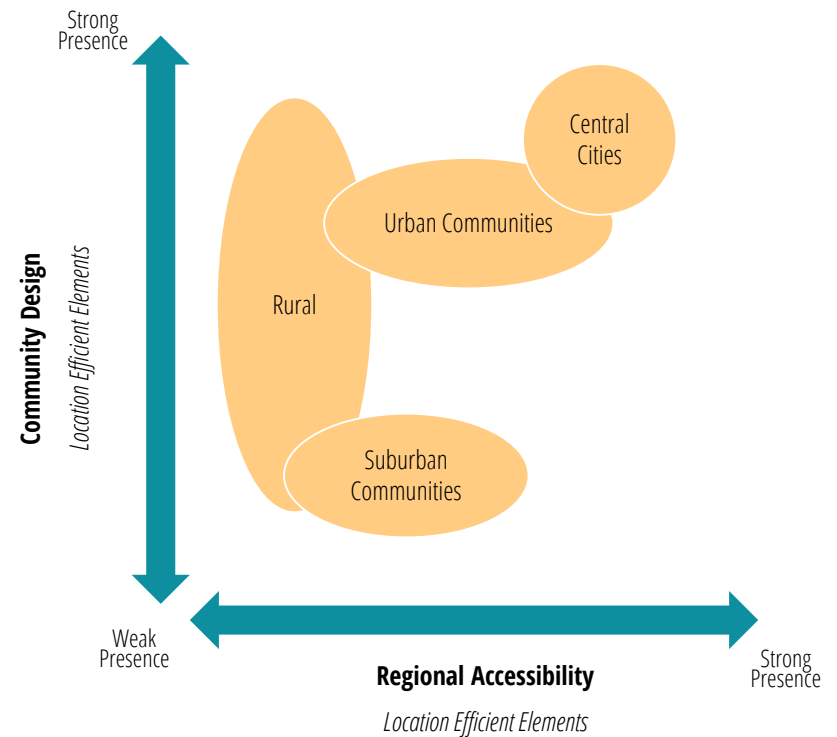 Strong
Presence
Central
Cities
Urban Communities
Rural
Community Design
Location Efficient Elements
Suburban
Communities
Weak
Presence
Regional Accessibility
Location Efficient Elements
Strong
Presence